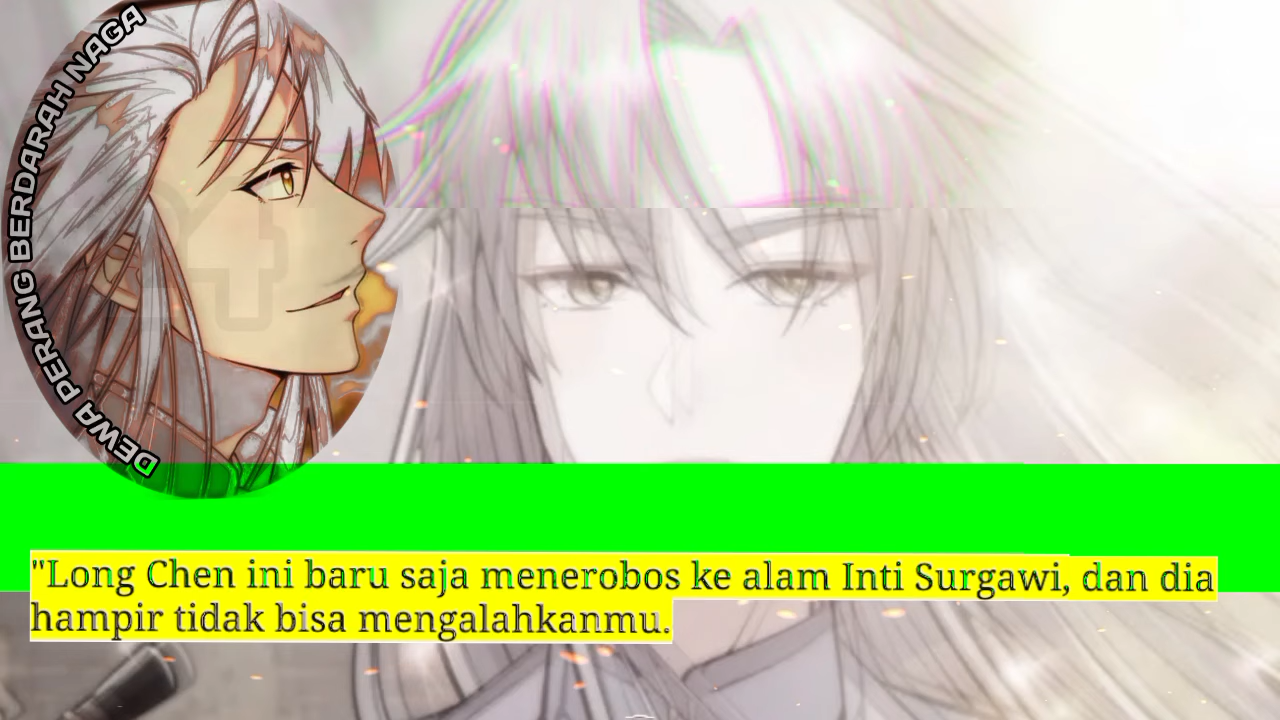 DEWA PERANG BERDARAH NAGA
"Long Chen ini baru saja menerobos ke alam Inti Surgawi, dan dia
hampir tidak bisa mengalahkanmu.